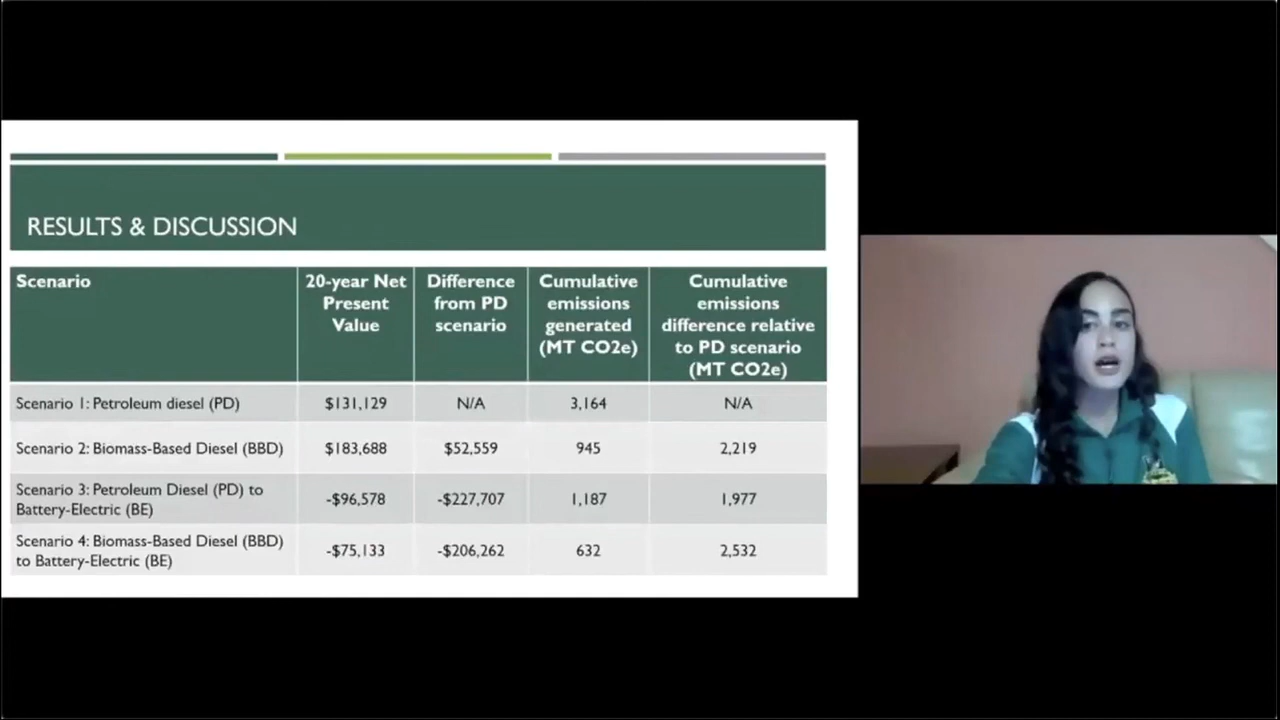 RESULTS & DISCUSSION
Scenario
20-year Net
Present
Value
Difference
from PD
scenario
Cumulative
emissions
generated
(MT CO2e)
Cumulative
emissions
difference relative
to PD scenario
(MT CO2e)
Scenario 1: Petroleum diesel (PD)
$131,129
N/A
3,164
N/A
Scenario 2: Biomass-Based Diesel (BBD)
$183,688
$52,559
945
2,219
Scenario 3: Petroleum Diesel (PD) to
Battery-Electric (BE)
-$96,578
-$227,707
1,187
1,977
Scenario 4: Biomass-Based Diesel (BBD)
to Battery-Electric (BE)
-$75,133
-$206,262
632
2,532